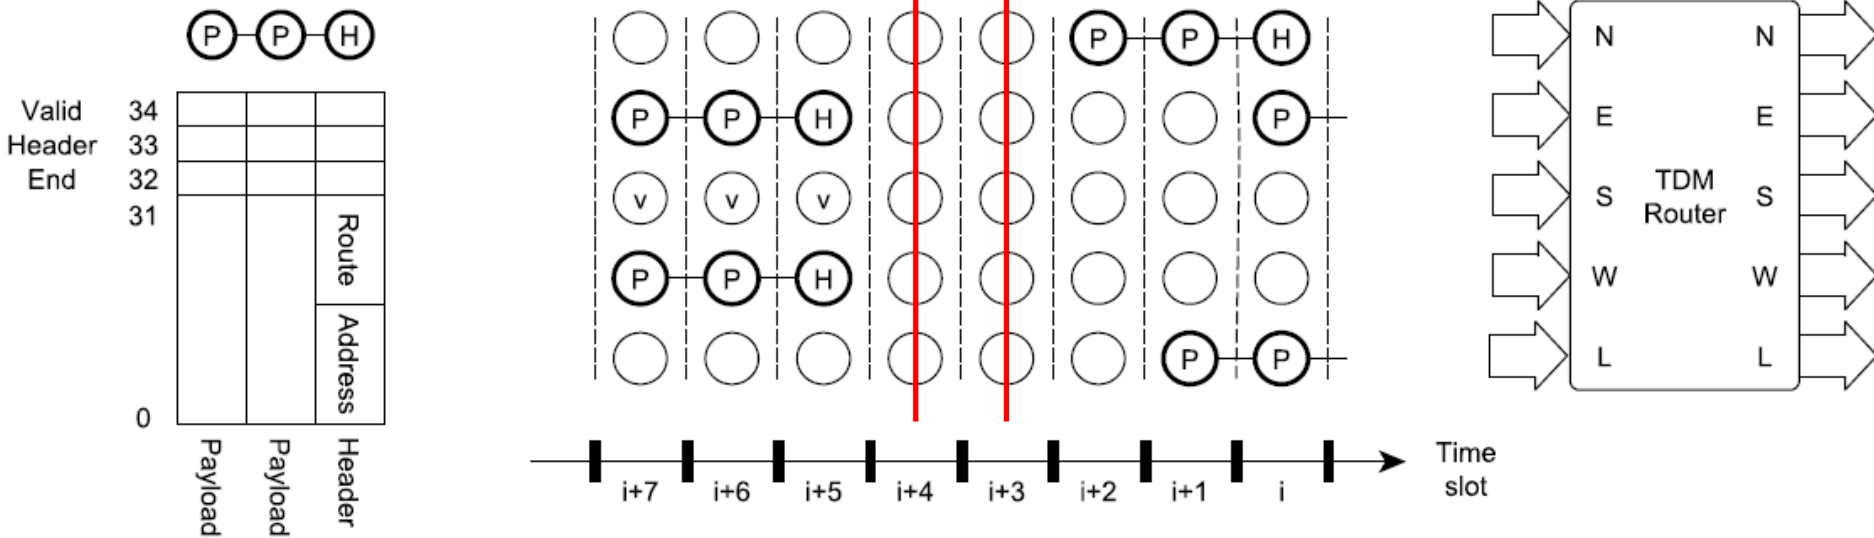 P P H
Valid 34
Header 33
End 32
31
0
Route
Address
Payload
Payload
Header
P P H
P P H P
v v v
P P H
P P
i+7 i+6 i+5 i+4 i+3 i+2 i+1 i
Time
slot
N N
E E
S S
W W
L L
TDM
Router